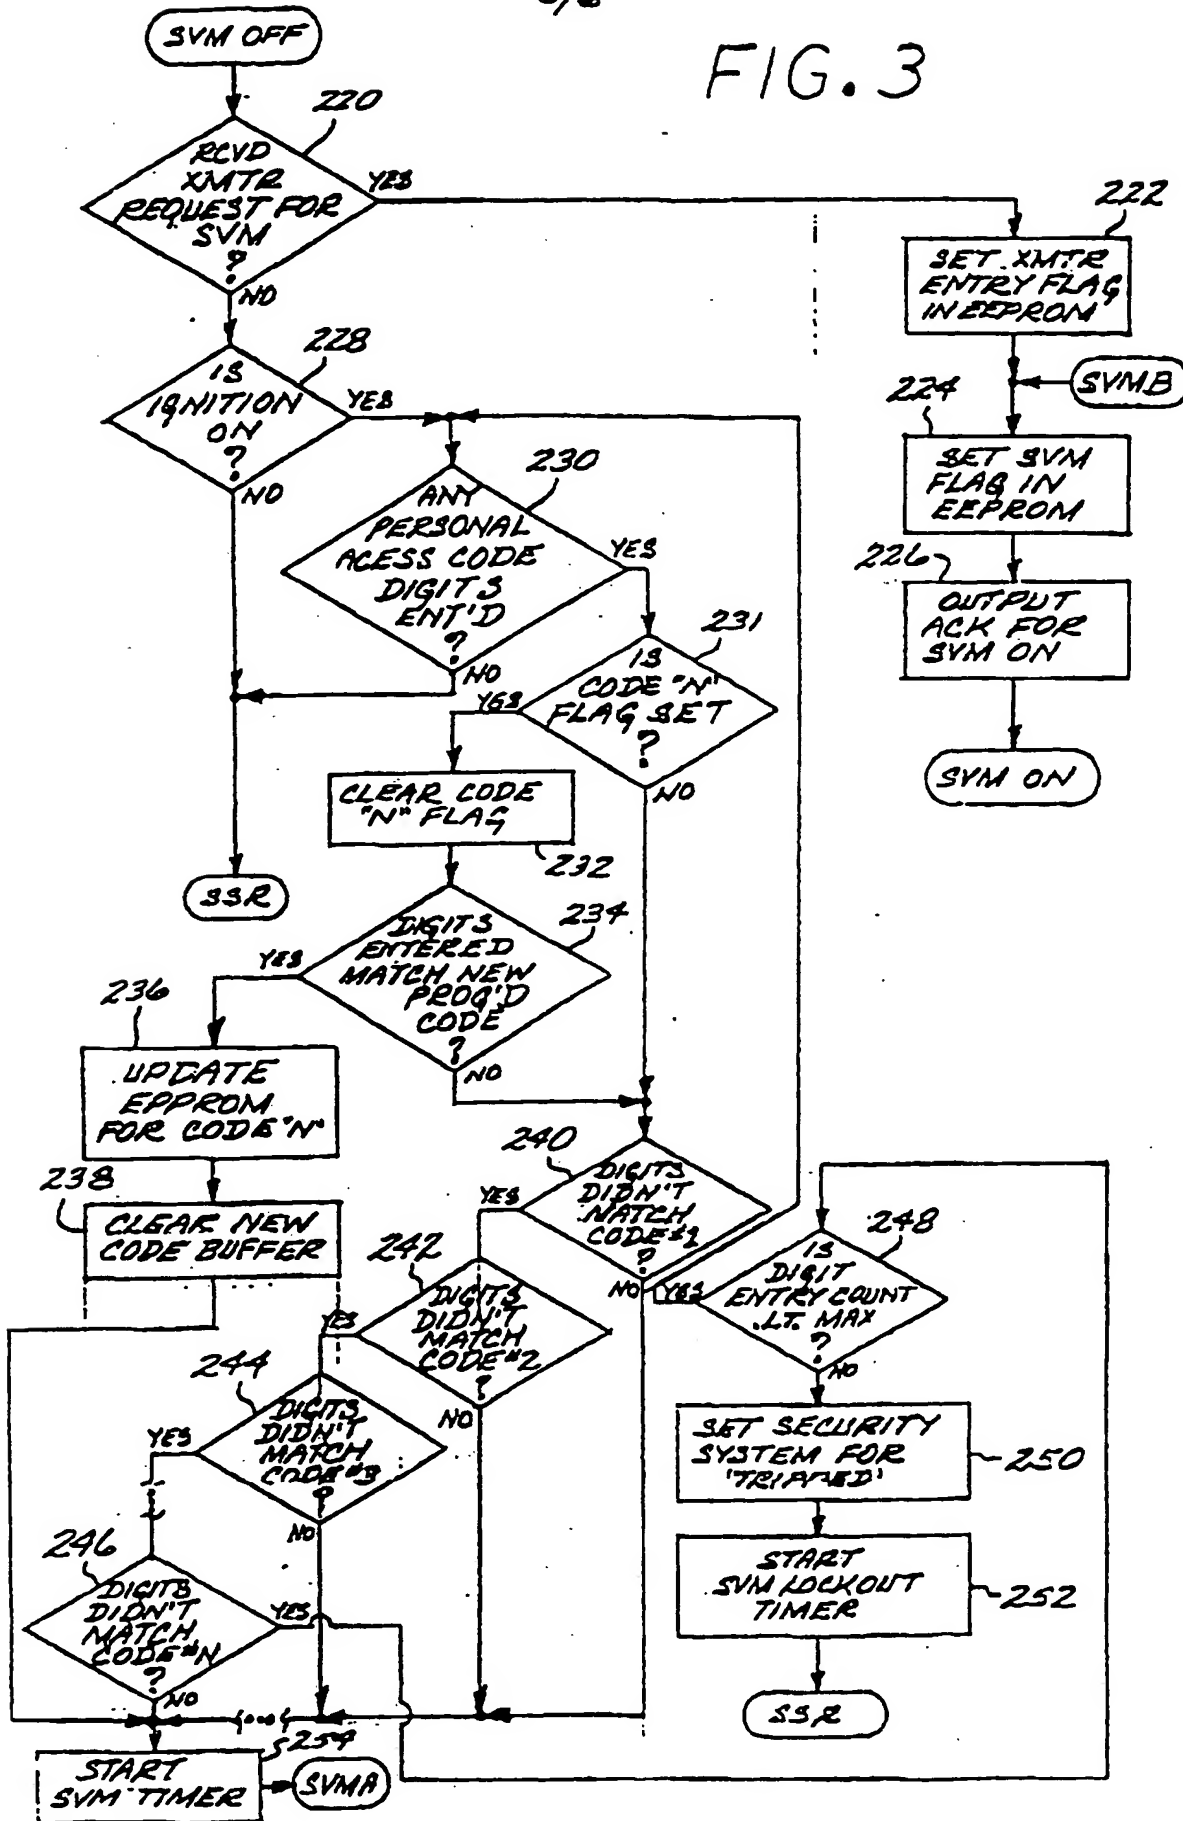 SVM OFF
FIG. 3
220
RCVD
XMTR
REQUEST FOR
SVM
?
YES
NO
222
SET XMTR
ENTRY FLAG
IN EEPROM
SVMB
224
SET SVM
FLAG IN
EEPROM
226
OUTPUT
ACK FOR
SVM ON
SVM ON
228
IS
IGNITION
ON
?
YES
NO
230
ANY
PERSONAL
ACESS CODE
DIGITS
ENT'D
?
YES
NO
231
IS
CODE "N"
FLAG SET
?
YES
NO
CLEAR CODE
"N" FLAG
232
SSR
234
DIGITS
ENTERED
MATCH NEW
PROG'D
CODE
?
YES
NO
236
UPDATE
EPPROM
FOR CODE "N"
238
CLEAR NEW
CODE BUFFER
240
DIGITS
DIDN'T
MATCH
CODE #1
?
YES
NO
242
DIGITS
DIDN'T
MATCH
CODE #2
?
YES
NO
244
DIGITS
DIDN'T
MATCH
CODE #3
?
YES
NO
246
DIGITS
DIDN'T
MATCH
CODE #N
?
YES
NO
248
IS
DIGIT
ENTRY COUNT
.LT. MAX
?
YES
NO
SET SECURITY
SYSTEM FOR
'TRIPPED'
250
START
SVM LOCKOUT
TIMER
252
SSR
254
START
SVM TIMER
SVMA